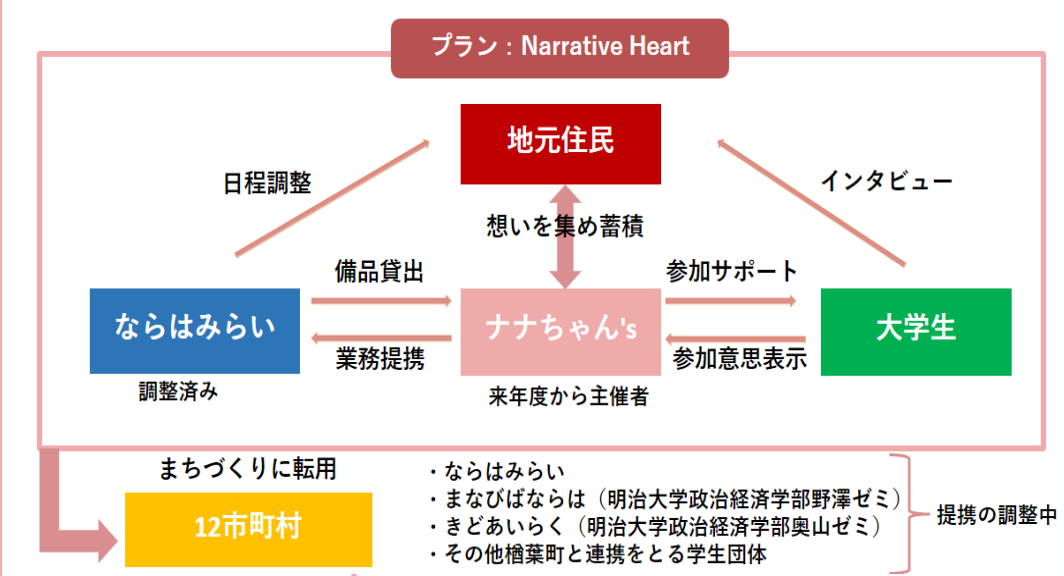 プラン：Narrative Heart
地元住民
日程調整
インタビュー
想いを集め蓄積
備品貸出
参加サポート
ならはみらい
ナナちゃん's
大学生
業務提携
参加意思表示
調整済み
来年度から主催者
まちづくりに転用
12市町村
・ならはみらい
・まなびばならは（明治大学政治経済学部野澤ゼミ）
・きどあいらく（明治大学政治経済学部奥山ゼミ）
・その他楢葉町と連携をとる学生団体
提携の調整中